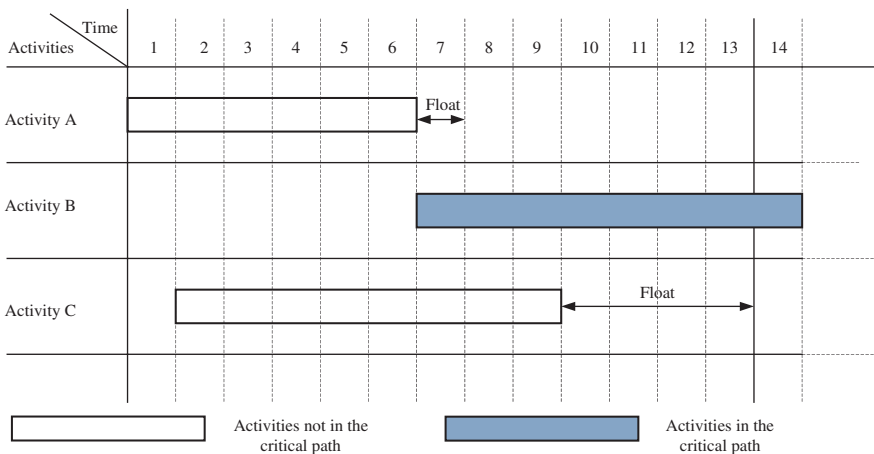 Time
Activities 1 2 3 4 5 6 7 8 9 10 11 12 13 14
Float
Activity A
Activity B
Float
Activity C
Activities not in the
critical path
Activities in the
critical path